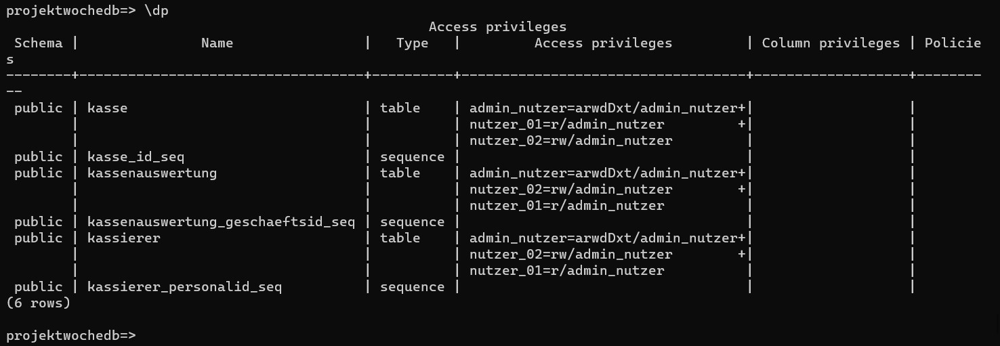 projektwochedb=> \dp
                                                    Access privileges
 Schema |               Name                |   Type   |         Access privileges         | Column privileges | Policie
s
--------+-----------------------------------+----------+-----------------------------------+-------------------+--------
--
 public | kasse                             | table    | admin_nutzer=arwdDxt/admin_nutzer+|                   |
        |                                   |          | nutzer_01=r/admin_nutzer         +|                   |
        |                                   |          | nutzer_02=rw/admin_nutzer         |                   |
 public | kasse_id_seq                      | sequence |                                   |                   |
 public | kassenauswertung                  | table    | admin_nutzer=arwdDxt/admin_nutzer+|                   |
        |                                   |          | nutzer_02=rw/admin_nutzer        +|                   |
        |                                   |          | nutzer_01=r/admin_nutzer          |                   |
 public | kassenauswertung_geschaeftsid_seq | sequence |                                   |                   |
 public | kassierer                         | table    | admin_nutzer=arwdDxt/admin_nutzer+|                   |
        |                                   |          | nutzer_02=rw/admin_nutzer        +|                   |
        |                                   |          | nutzer_01=r/admin_nutzer          |                   |
 public | kassierer_personalid_seq          | sequence |                                   |                   |
(6 rows)

projektwochedb=>